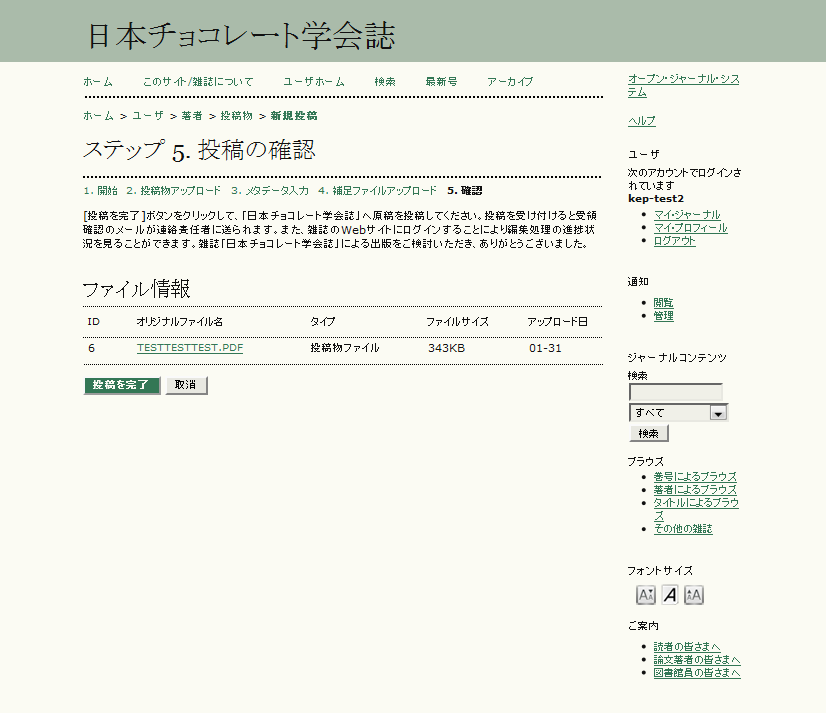 日本チョコレート学会誌
ホーム このサイト/雑誌について ユーザホーム 検索 最新号 アーカイブ
ホーム > ユーザ > 著者 > 投稿物 > 新規投稿
ステップ 5. 投稿の確認
1. 開始 2. 投稿物アップロード 3. メタデータ入力 4. 補足ファイルアップロード 5. 確認
[投稿を完了]ボタンをクリックして、「日本チョコレート学会誌」へ原稿を投稿してください。投稿を受け付けると受領
確認のメールが連絡責任者に送られます。また、雑誌のWebサイトにログインすることにより編集処理の進捗状
況を見ることができます。雑誌「日本チョコレート学会誌」による出版をご検討いただき、ありがとうございました。
ファイル情報
ID オリジナルファイル名 タイプ ファイルサイズ アップロード日
6 TESTTESTTEST.PDF 投稿物ファイル 343KB 01-31
投稿を完了 取消
オープン・ジャーナル・シス
テム
ヘルプ
ユーザ
次のアカウントでログインさ
れています
kep-test2
マイ・ジャーナル
マイ・プロフィール
ログアウト
通知
閲覧
管理
ジャーナルコンテンツ
検索
すべて
検索
ブラウズ
巻号によるブラウズ
著者によるブラウズ
タイトルによるブラウ
ズ
その他の雑誌
フォントサイズ
ご案内
読者の皆さまへ
論文著者の皆さまへ
図書館員の皆さまへ